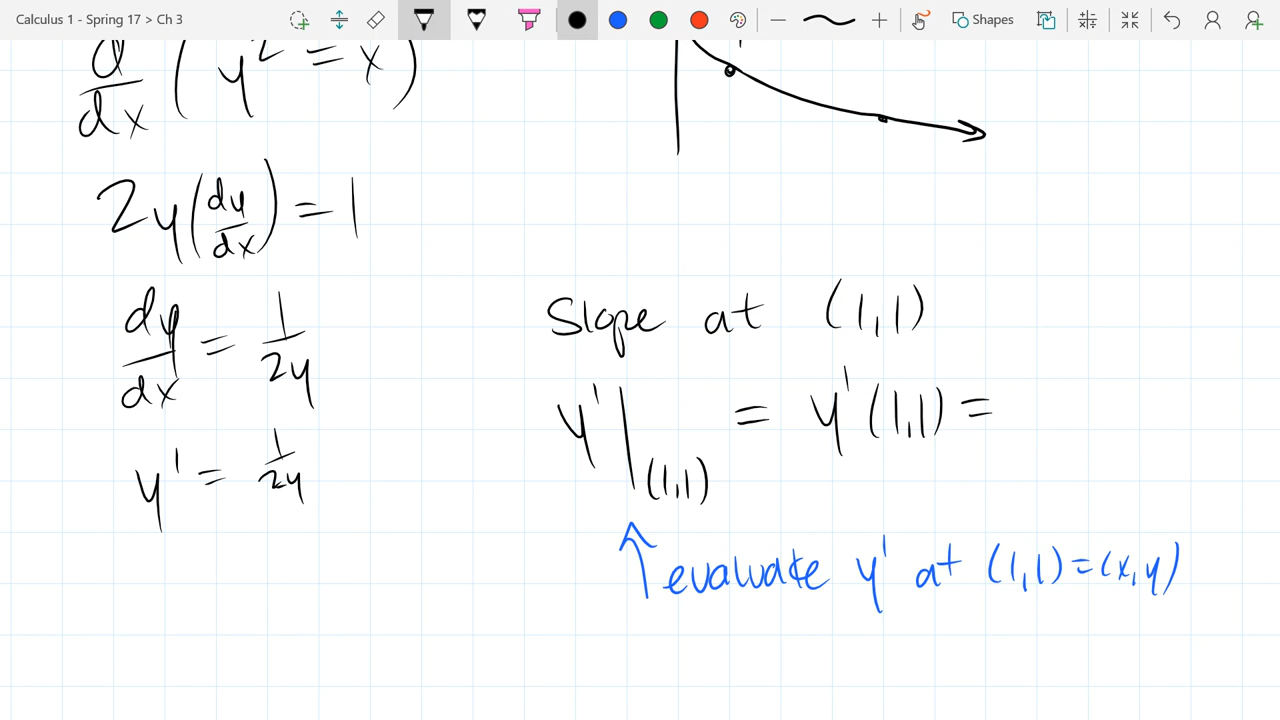 Calculus 1 - Spring 17 > Ch 3
Shapes
d/dx ( y² = x )
2y(dy/dx) = 1
dy/dx = 1/2y
y' = 1/2y
Slope at (1,1)
y'|(1,1) = y'(1,1) =
↑ evaluate y' at (1,1) = (x,y)